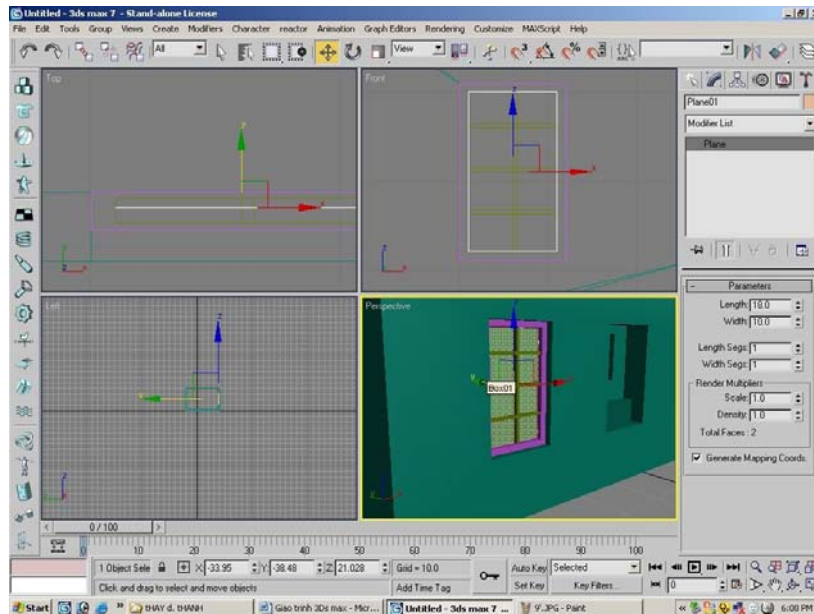 Untitled - 3ds max 7 - Stand-alone License
File Edit Tools Group Views Create Modifiers Character reactor Animation Graph Editors Rendering Customize MAXScript Help
All View
Top
Front
Left
Perspective
Box01
Plane01
Modifier List
Plane
Parameters
Length: 18.0
Width: 10.0
Length Segs: 1
Width Segs: 1
Render Multipliers
Scale: 1.0
Density: 1.0
Total Faces : 2
Generate Mapping Coords.
0 / 100
0 10 20 30 40 50 60 70 80 90 100
1 Object Sele X: -33.95 Y: -38.48 Z: 21.028 Grid = 10.0 Auto Key Selected
Click and drag to select and move objects Add Time Tag Set Key Key Filters... 0
Start tHAY d. tHANH Giao trinh 3Ds max - Micr... Untitled - 3ds max 7 ... 9'.JPG - Paint 6:00 PM